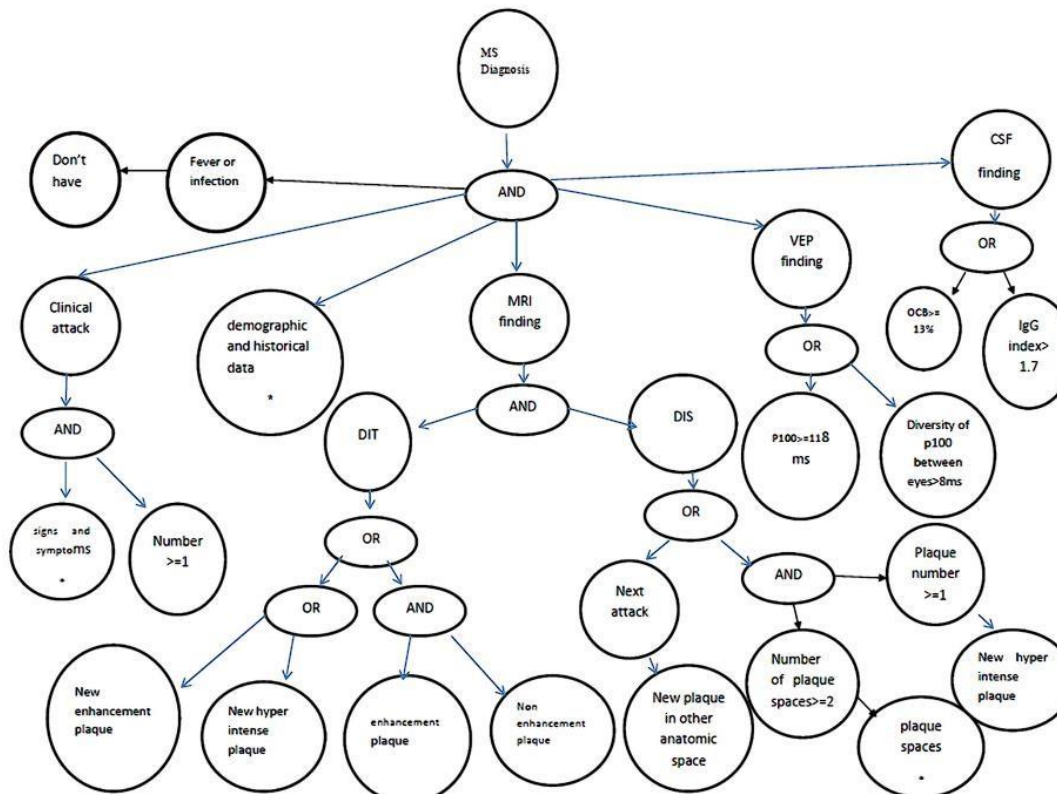 MS
Diagnosis
AND
Don't
have
Fever or
infection
CSF
finding
OR
OCB>=
13%
IgG
index>
1.7
VEP
finding
OR
P100>=118
ms
Diversity of
p100
between
eyes>8ms
Clinical
attack
AND
signs and
symptoms
*
Number
>=1
demographic
and historical
data
*
MRI
finding
AND
DIT
OR
OR
AND
New
enhancement
plaque
New hyper
intense
plaque
enhancement
plaque
Non
enhancement
plaque
DIS
OR
Next
attack
New plaque
in other
anatomic
space
AND
Number
of plaque
spaces>=2
plaque
spaces
*
Plaque
number
>=1
New hyper
intense
plaque